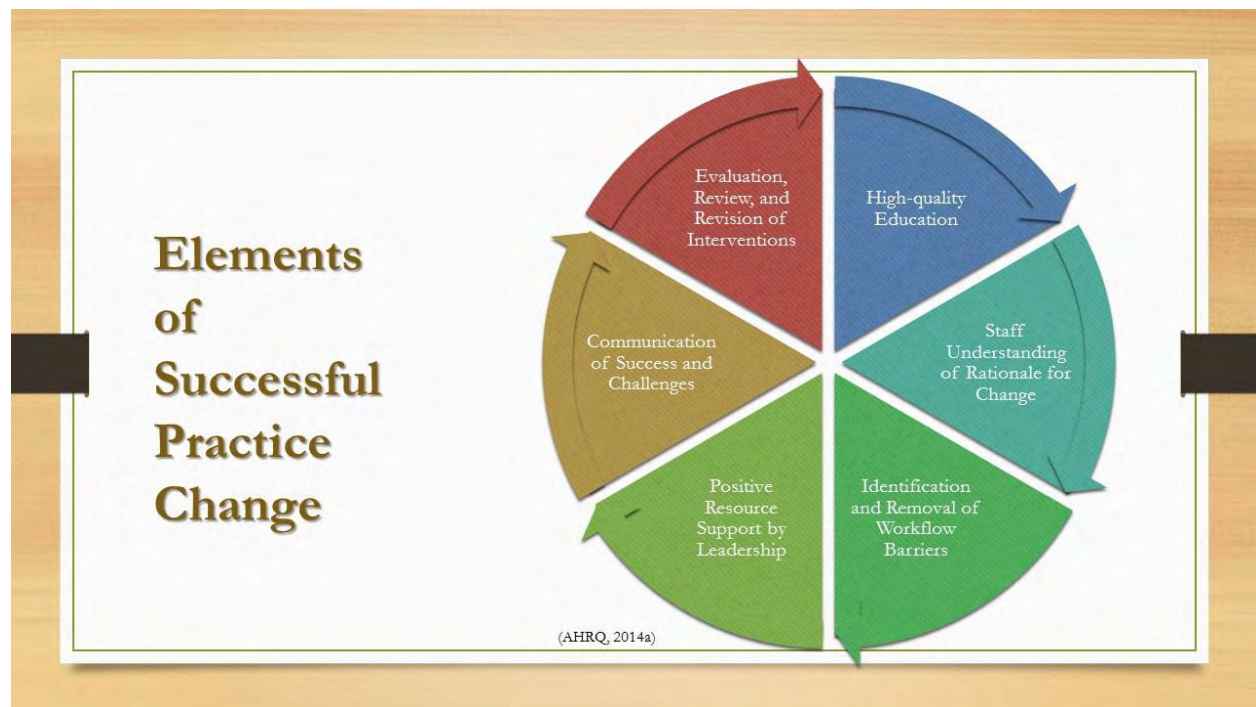 Elements
of
Successful
Practice
Change
Evaluation,
Review, and
Revision of
Interventions
High-quality
Education
Staff
Understanding
of Rationale for
Change
Identification
and Removal of
Workflow
Barriers
Positive
Resource
Support by
Leadership
Communication
of Success and
Challenges
(AHRQ, 2014a)